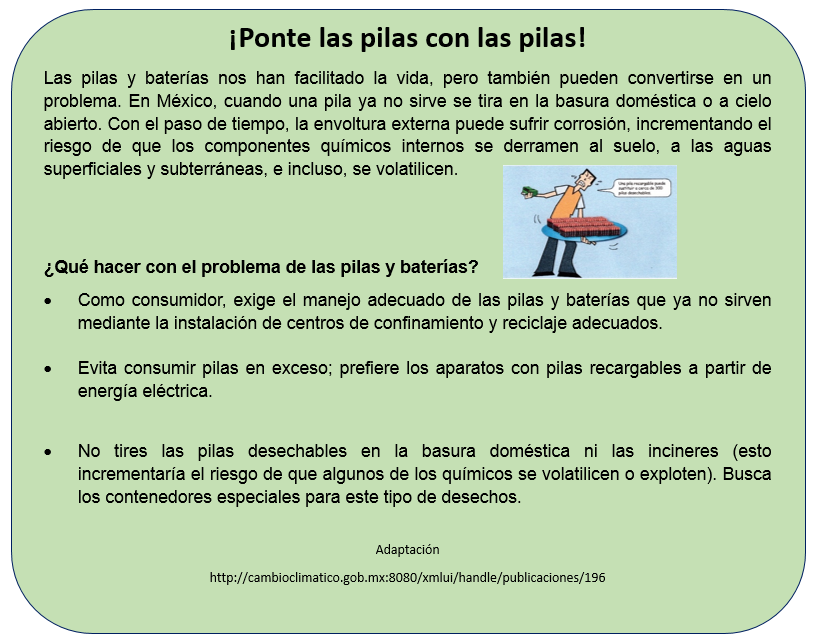 ¡Ponte las pilas con las pilas!
Las pilas y baterías nos han facilitado la vida, pero también pueden convertirse en un
problema. En México, cuando una pila ya no sirve se tira en la basura doméstica o a cielo
abierto. Con el paso de tiempo, la envoltura externa puede sufrir corrosión, incrementando el
riesgo de que los componentes químicos internos se derramen al suelo, a las aguas
superficiales y subterráneas, e incluso, se volatilicen.
Una pila recargable puede
sustituir a cerca de 300
pilas desechables
¿Qué hacer con el problema de las pilas y baterías?
• Como consumidor, exige el manejo adecuado de las pilas y baterías que ya no sirven
mediante la instalación de centros de confinamiento y reciclaje adecuados.
• Evita consumir pilas en exceso; prefiere los aparatos con pilas recargables a partir de
energía eléctrica.
• No tires las pilas desechables en la basura doméstica ni las incineres (esto
incrementaría el riesgo de que algunos de los químicos se volatilicen o exploten). Busca
los contenedores especiales para este tipo de desechos.
Adaptación
http://cambioclimatico.gob.mx:8080/xmlui/handle/publicaciones/196